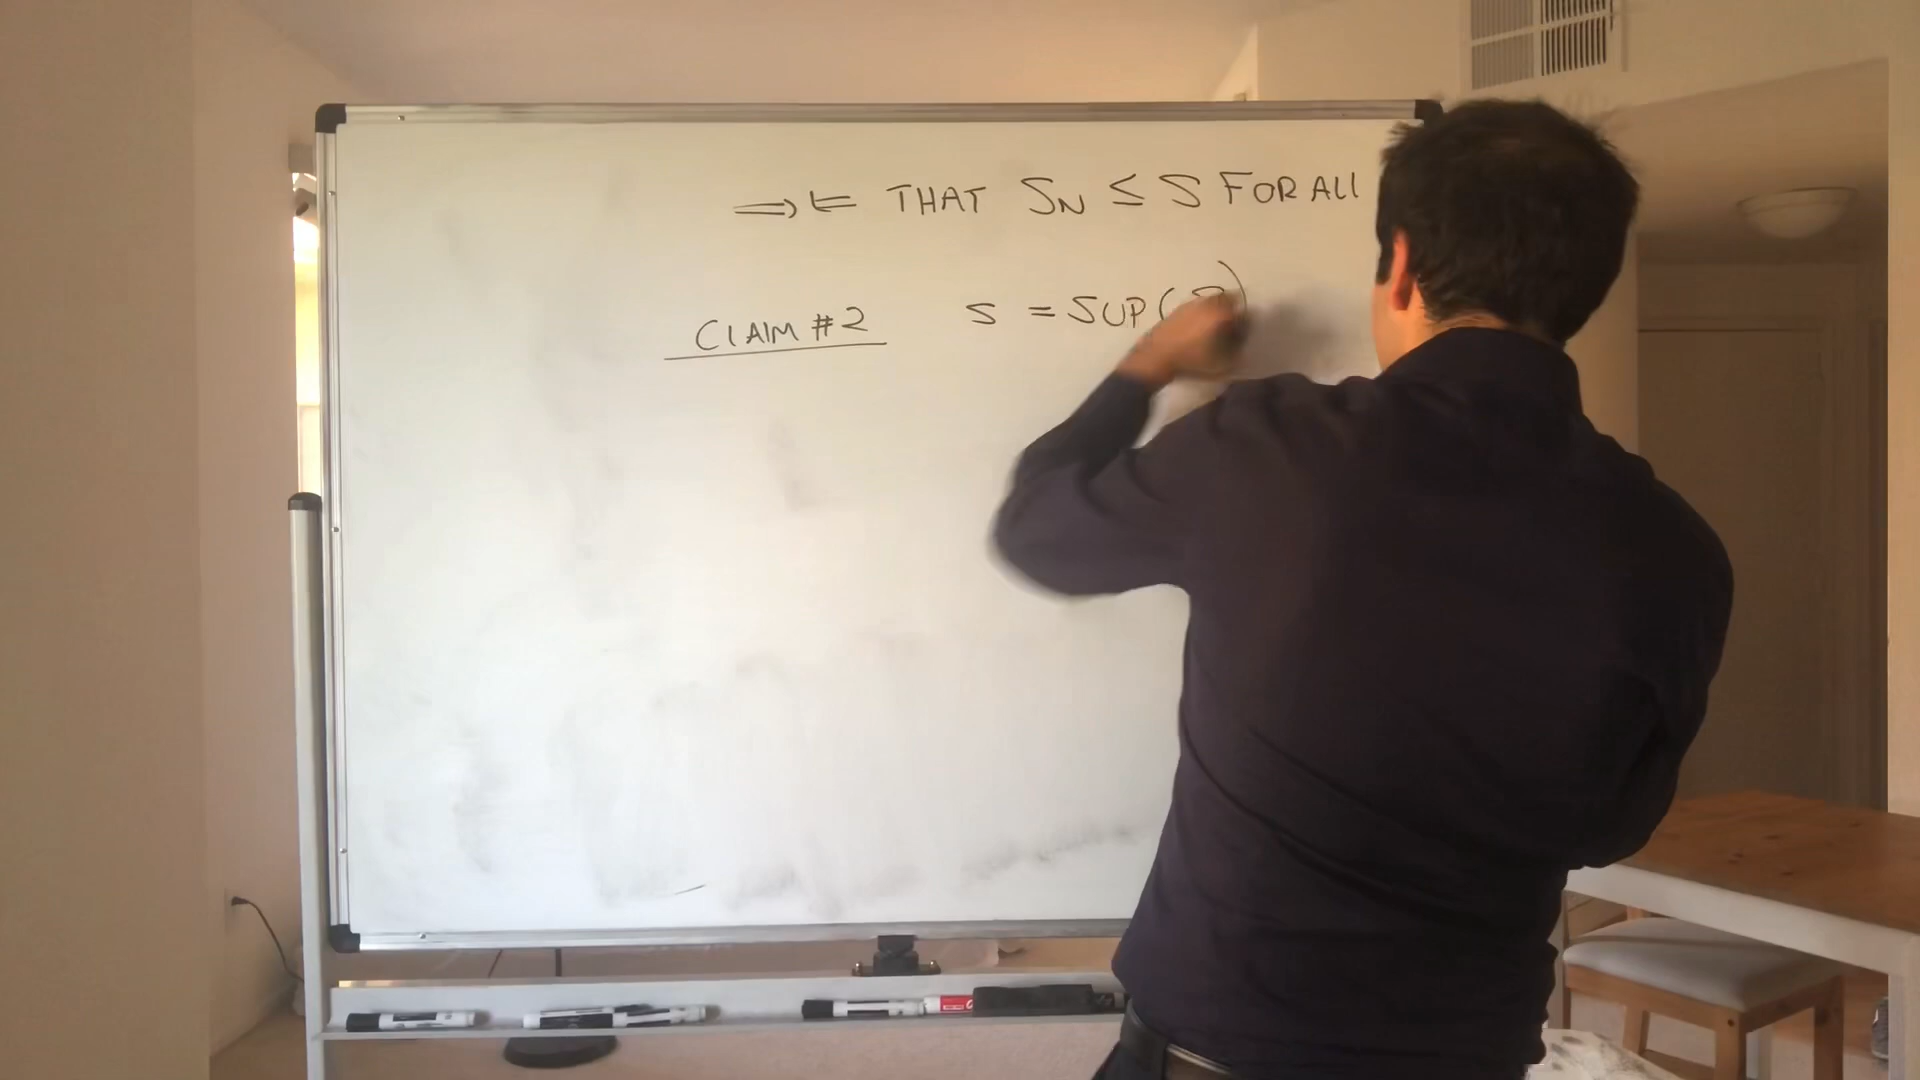 ⇒⇐ THAT SN ≤ S FOR ALL
CLAIM #2 S = SUP(S)